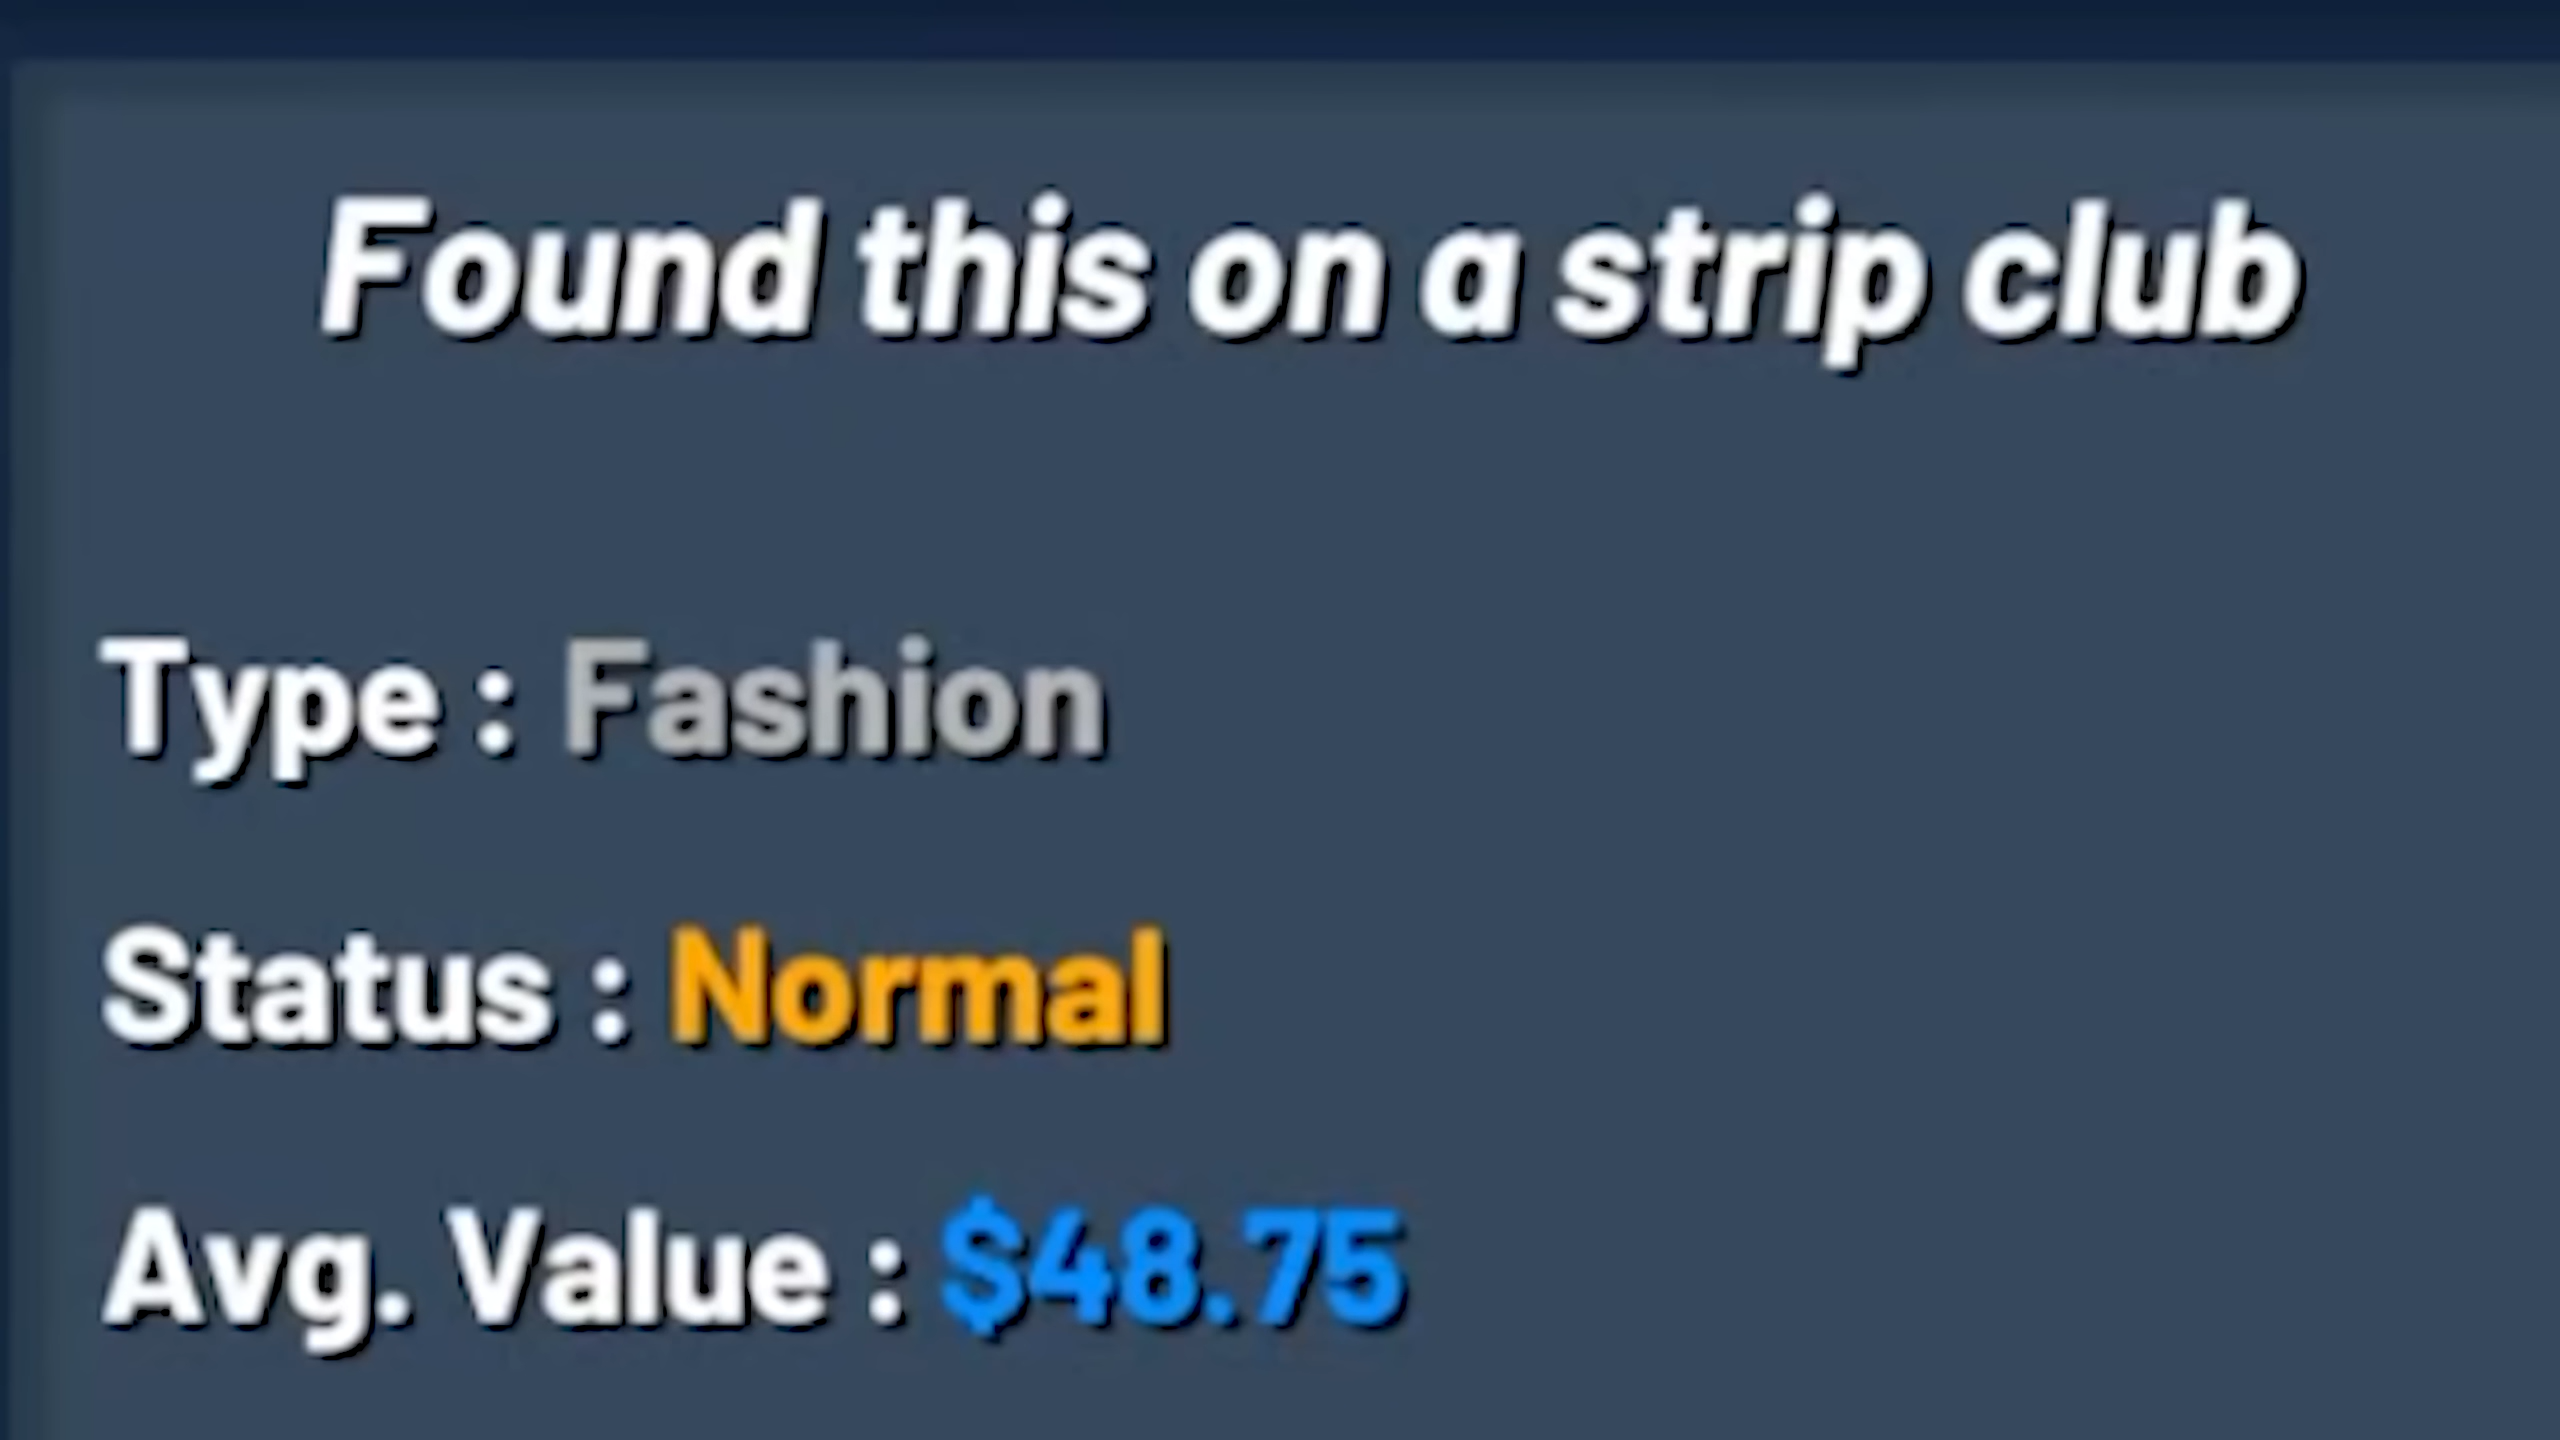 Found this on a strip club
Type : Fashion
Status : Normal
Avg. Value : $48.75